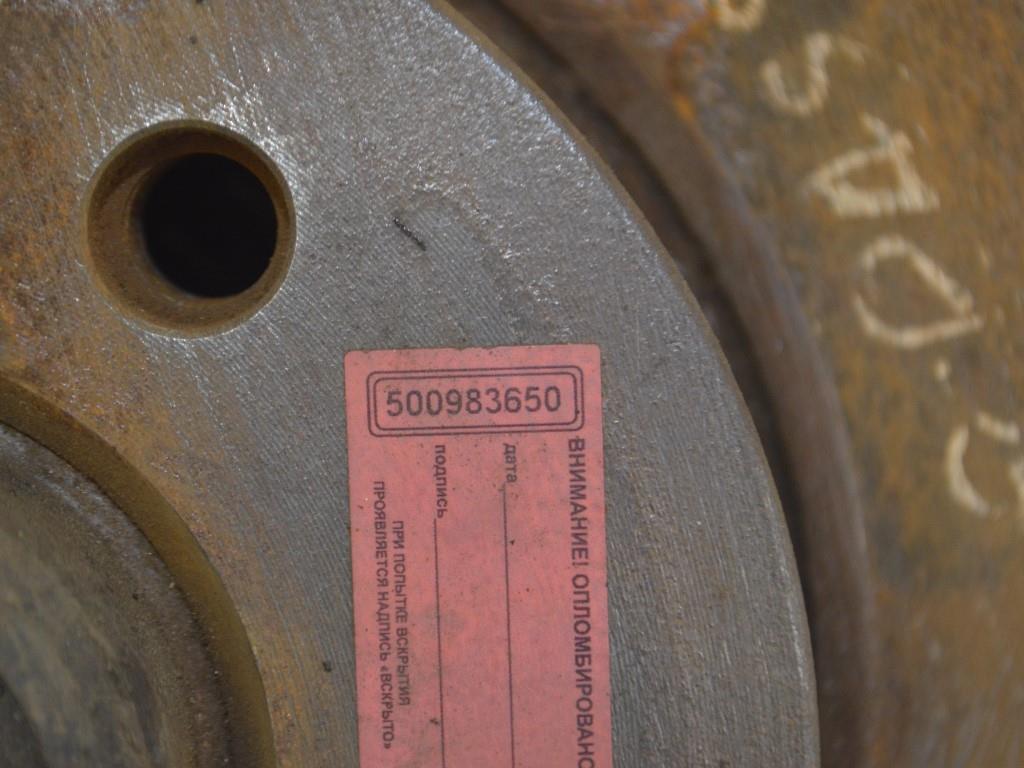 500983650
ВНИМАНИЕ! ОПЛОМБИРОВАНО
дата
подпись
ПРИ ПОПЫТКЕ ВСКРЫТИЯ
ПРОЯВЛЯЕТСЯ НАДПИСЬ «ВСКРЫТО»